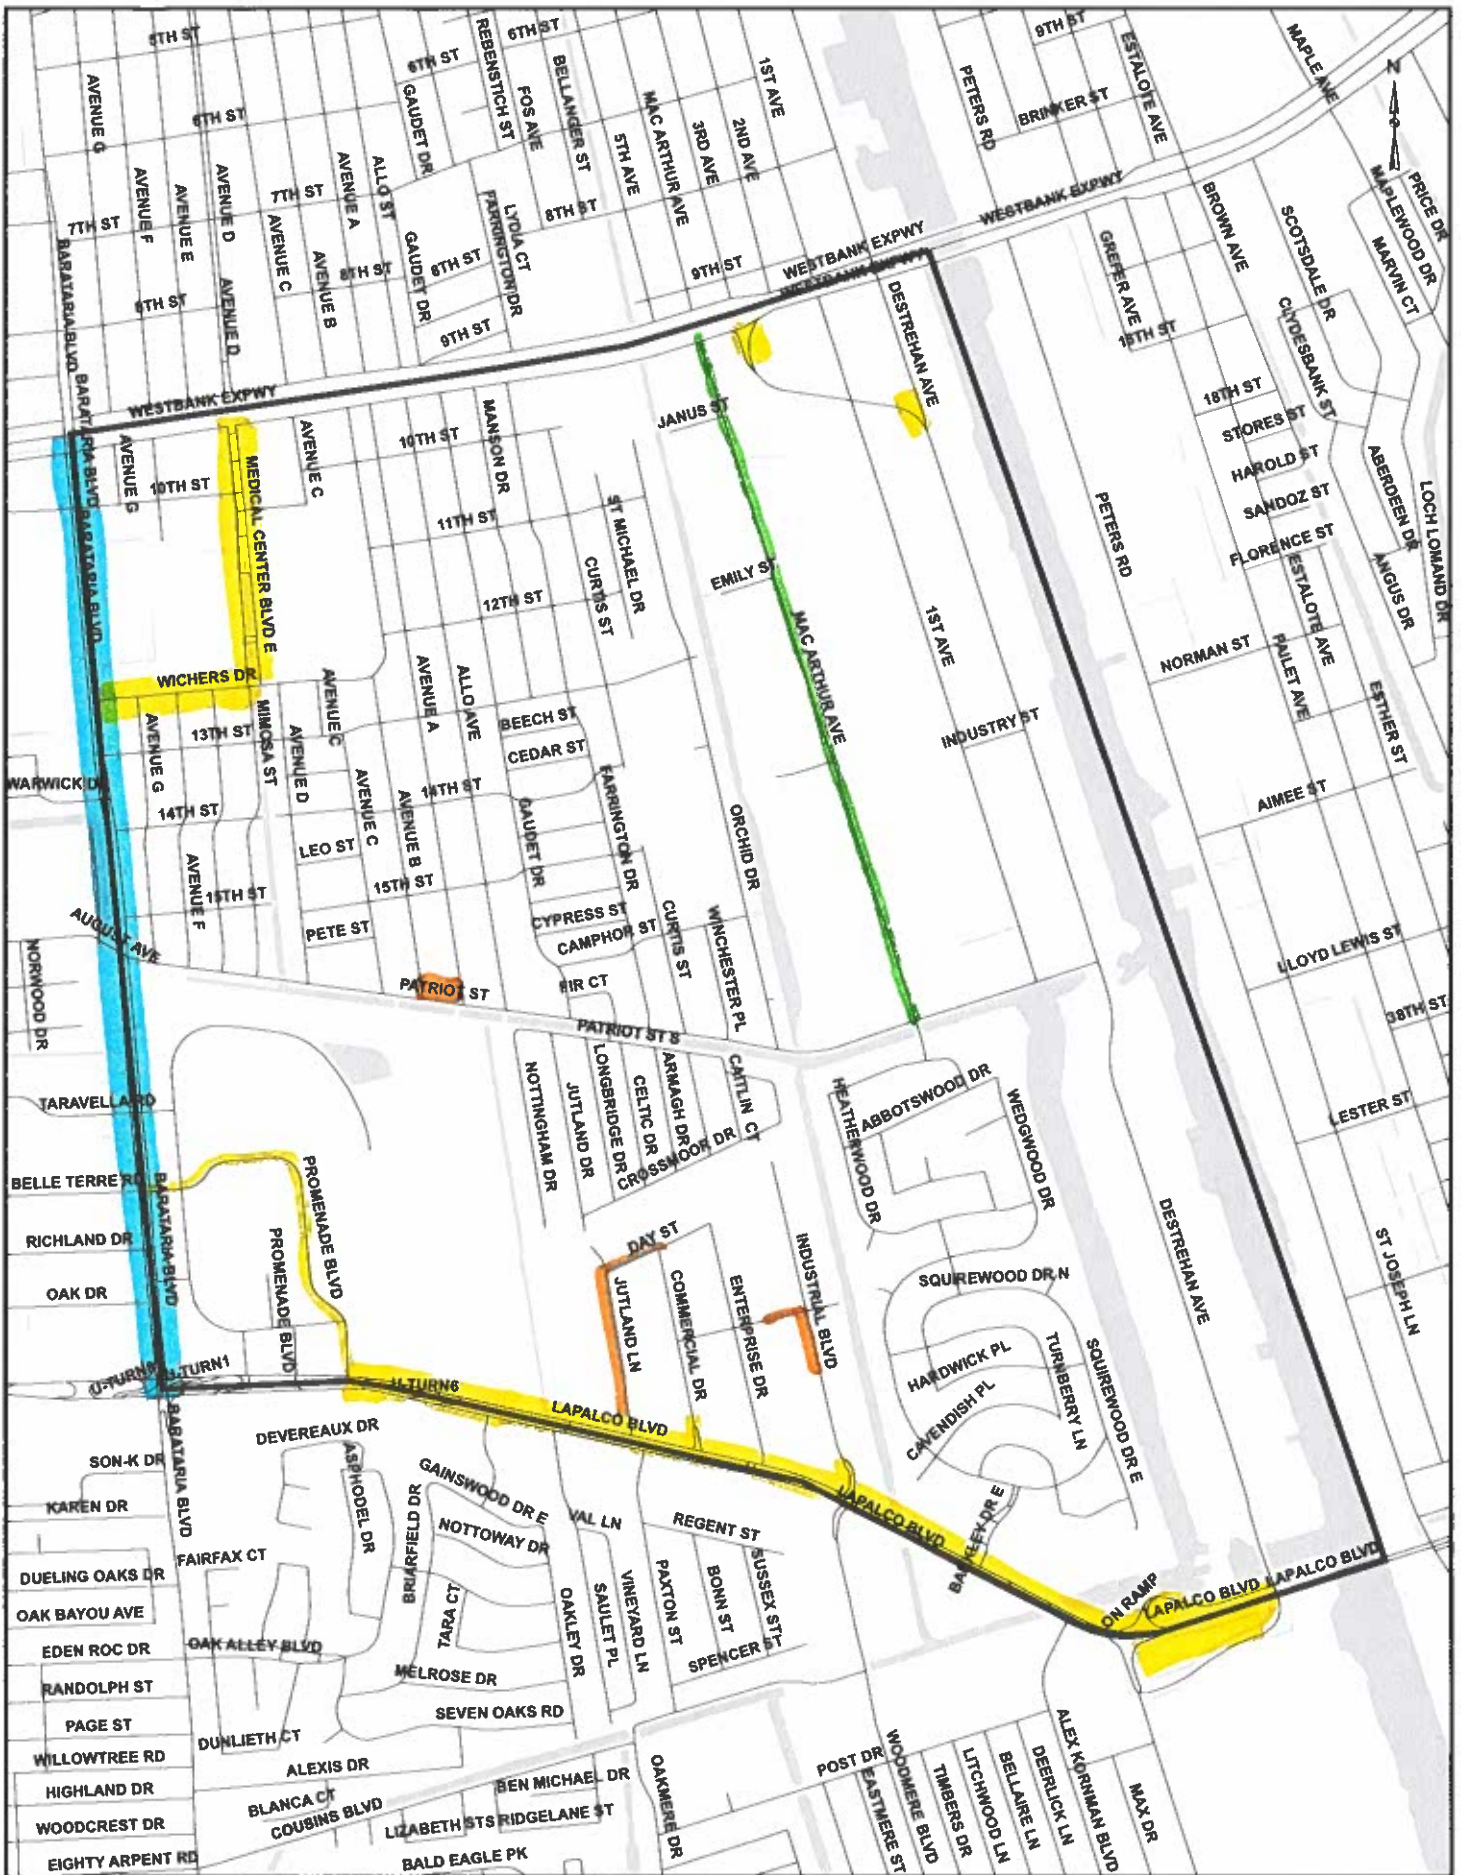 5TH ST
6TH ST
REBENSTICH ST
6TH ST
BELLANGER ST
FOS AVE
GAUDET DR
AVENUE G
6TH ST
1ST AVE
MAC ARTHUR AVE
3RD AVE
2ND AVE
5TH AVE
PETERS RD
9TH ST
ESTALOTE AVE
BRINKER ST
MAPLE AVE
N
PRICE DR
MAPLEWOOD DR
MARVIN CT
AVENUE F
AVENUE E
AVENUE D
7TH ST
AVENUE A
ALLO ST
7TH ST
AVENUE C
AVENUE B
8TH ST
GAUDET DR
8TH ST
LYDIA CT
FARRINGTON DR
8TH ST
9TH ST
WESTBANK EXPWY
WESTBANK EXPWY
WESTBANK EXPWY
BROWN AVE
SCOTSDALE DR
GREFER AVE
BARATARIA BLVD
8TH ST
AVENUE D
9TH ST
DESTREHAN AVE
CLYDESBANK ST
18TH ST
STORES ST
HAROLD ST
SANDOZ ST
FLORENCE ST
ABERDEEN DR
LOCH LOMAND DR
ANGUS DR
BARATARIA BLVD
WESTBANK EXPWY
BARATARIA BLVD
AVENUE G
10TH ST
MEDICAL CENTER BLVD E
AVENUE C
10TH ST
MANSON DR
JANUS ST
11TH ST
ST MICHAEL DR
CURTIS ST
12TH ST
EMILY ST
MAC ARTHUR AVE
1ST AVE
PETERS RD
ESTALOTE AVE
PAILET AVE
NORMAN ST
ESTHER ST
WICHERS DR
AVENUE C
AVENUE A
ALLO AVE
BEECH ST
CEDAR ST
INDUSTRY ST
AVENUE G
13TH ST
MIMOSA ST
AVENUE D
WARWICK D
14TH ST
AVENUE C
AVENUE B
14TH ST
GAUDET DR
FARRINGTON DR
ORCHID DR
AIMEE ST
LEO ST
AVENUE F
15TH ST
15TH ST
AUGUST AVE
PETE ST
CYPRESS ST
CAMPHOR ST
CURTIS ST
WINCHESTER PL
LLOYD LEWIS ST
NORWOOD DR
PATRIOT ST
FIR CT
PATRIOT ST S
38TH ST
TARAVELLA RD
NOTTINGHAM DR
JUTLAND DR
LONGBRIDGE DR
CELTIC DR
ARMAGH DR
CAITLIN CT
CROSSMOOR DR
HEATHERWOOD DR
ABBOTSWOOD DR
WEDGWOOD DR
LESTER ST
BELLE TERRE RD
BARATARIA BLVD
PROMENADE BLVD
RICHLAND DR
OAK DR
PROMENADE BLVD
DAY ST
JUTLAND LN
COMMERCIAL DR
ENTERPRISE DR
INDUSTRIAL BLVD
DESTREHAN AVE
SQUIREWOOD DR N
ST JOSEPH LN
U-TURN1
U-TURN6
LAPALCO BLVD
HARDWICK PL
CAVENDISH PL
TURNBERRY LN
SQUIREWOOD DR E
BARATARIA BLVD
DEVEREAUX DR
SON-K DR
ASPHODEL DR
GAINSWOOD DR E
KAREN DR
BRIARFIELD DR
NOTTOWAY DR
VAL LN
REGENT ST
LAPALCO BLVD
FAIRFAX CT
DUELING OAKS DR
OAK BAYOU AVE
TARA CT
OAKLEY DR
SAULET PL
VINEYARD LN
PAXTON ST
BONN ST
SUSSEX ST
ON RAMP
LAPALCO BLVD
LAPALCO BLVD
EDEN ROC DR
OAK ALLEY BLVD
SPENCER ST
MELROSE DR
RANDOLPH ST
SEVEN OAKS RD
PAGE ST
DUNLIETH CT
WILLOWTREE RD
ALEXIS DR
HIGHLAND DR
BLANCA CT
COUSINS BLVD
BEN MICHAEL DR
WOODCREST DR
RIDGELANE ST
OAKMERE DR
POST DR
EASTMERE ST
WOODMERE BLVD
TIMBERS DR
LITCHWOOD LN
BELLAIRE LN
DEERLICK LN
ALEX KORNMAN BLVD
MAX DR
EIGHTY ARPENT RD
BALD EAGLE PK